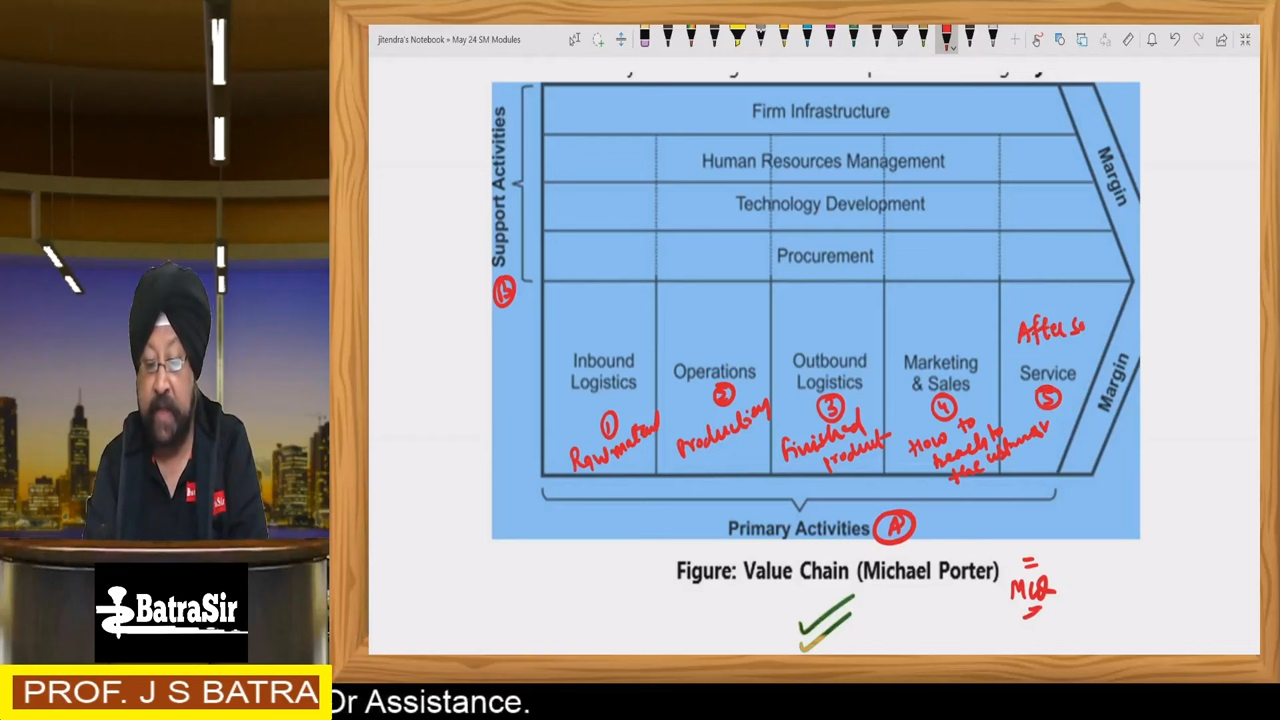 jitendra's Notebook » May 24 SM Modules
Support Activities
B
Firm Infrastructure
Human Resources Management
Technology Development
Procurement
Margin
Inbound
Logistics
1
Raw material
Operations
2
Outbound
Logistics
3
Finished
product
Marketing
& Sales
4
How to
reach to
the customer
After sa
Service
5
Margin
Primary Activities A
Figure: Value Chain (Michael Porter)
MCQ
BatraSir
PROF. J S BATRA
Or Assistance.